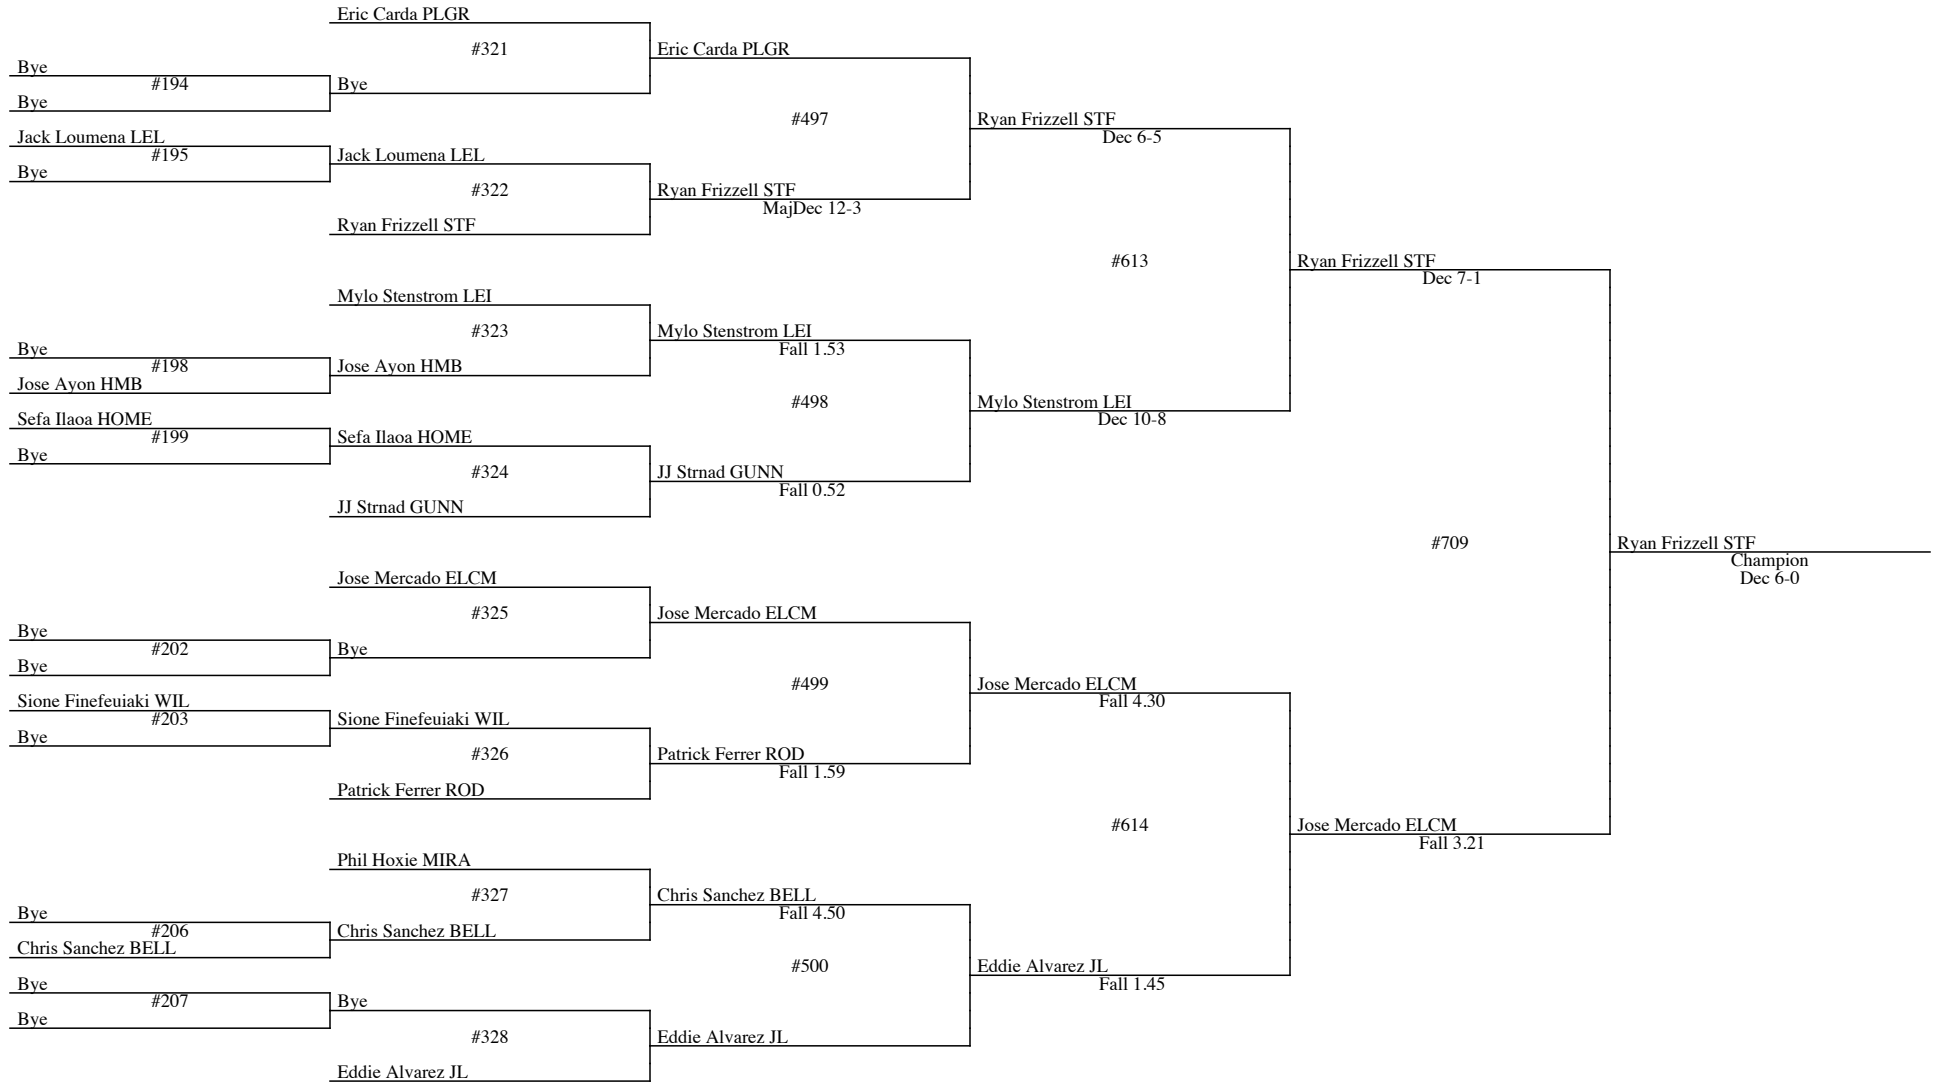 Eric Carda PLGR
#321
Eric Carda PLGR
Bye
#194
Bye
Bye
#497
Jack Loumena LEL
Ryan Frizzell STF
Dec 6-5
#195
Jack Loumena LEL
Bye
#322
Ryan Frizzell STF
MajDec 12-3
Ryan Frizzell STF
#613
Ryan Frizzell STF
Dec 7-1
Mylo Stenstrom LEI
#323
Mylo Stenstrom LEI
Fall 1.53
Bye
#198
Jose Ayon HMB
Jose Ayon HMB
#498
Mylo Stenstrom LEI
Dec 10-8
Sefa Ilaoa HOME
#199
Sefa Ilaoa HOME
Bye
#324
JJ Strnad GUNN
Fall 0.52
JJ Strnad GUNN
#709
Ryan Frizzell STF
Champion
Dec 6-0
Jose Mercado ELCM
#325
Jose Mercado ELCM
Bye
#202
Bye
Bye
#499
Jose Mercado ELCM
Fall 4.30
Sione Finefeuiaki WIL
#203
Sione Finefeuiaki WIL
Bye
#326
Patrick Ferrer ROD
Fall 1.59
Patrick Ferrer ROD
#614
Jose Mercado ELCM
Fall 3.21
Phil Hoxie MIRA
#327
Chris Sanchez BELL
Fall 4.50
Bye
#206
Chris Sanchez BELL
Chris Sanchez BELL
#500
Eddie Alvarez JL
Fall 1.45
Bye
#207
Bye
Bye
#328
Eddie Alvarez JL
Eddie Alvarez JL